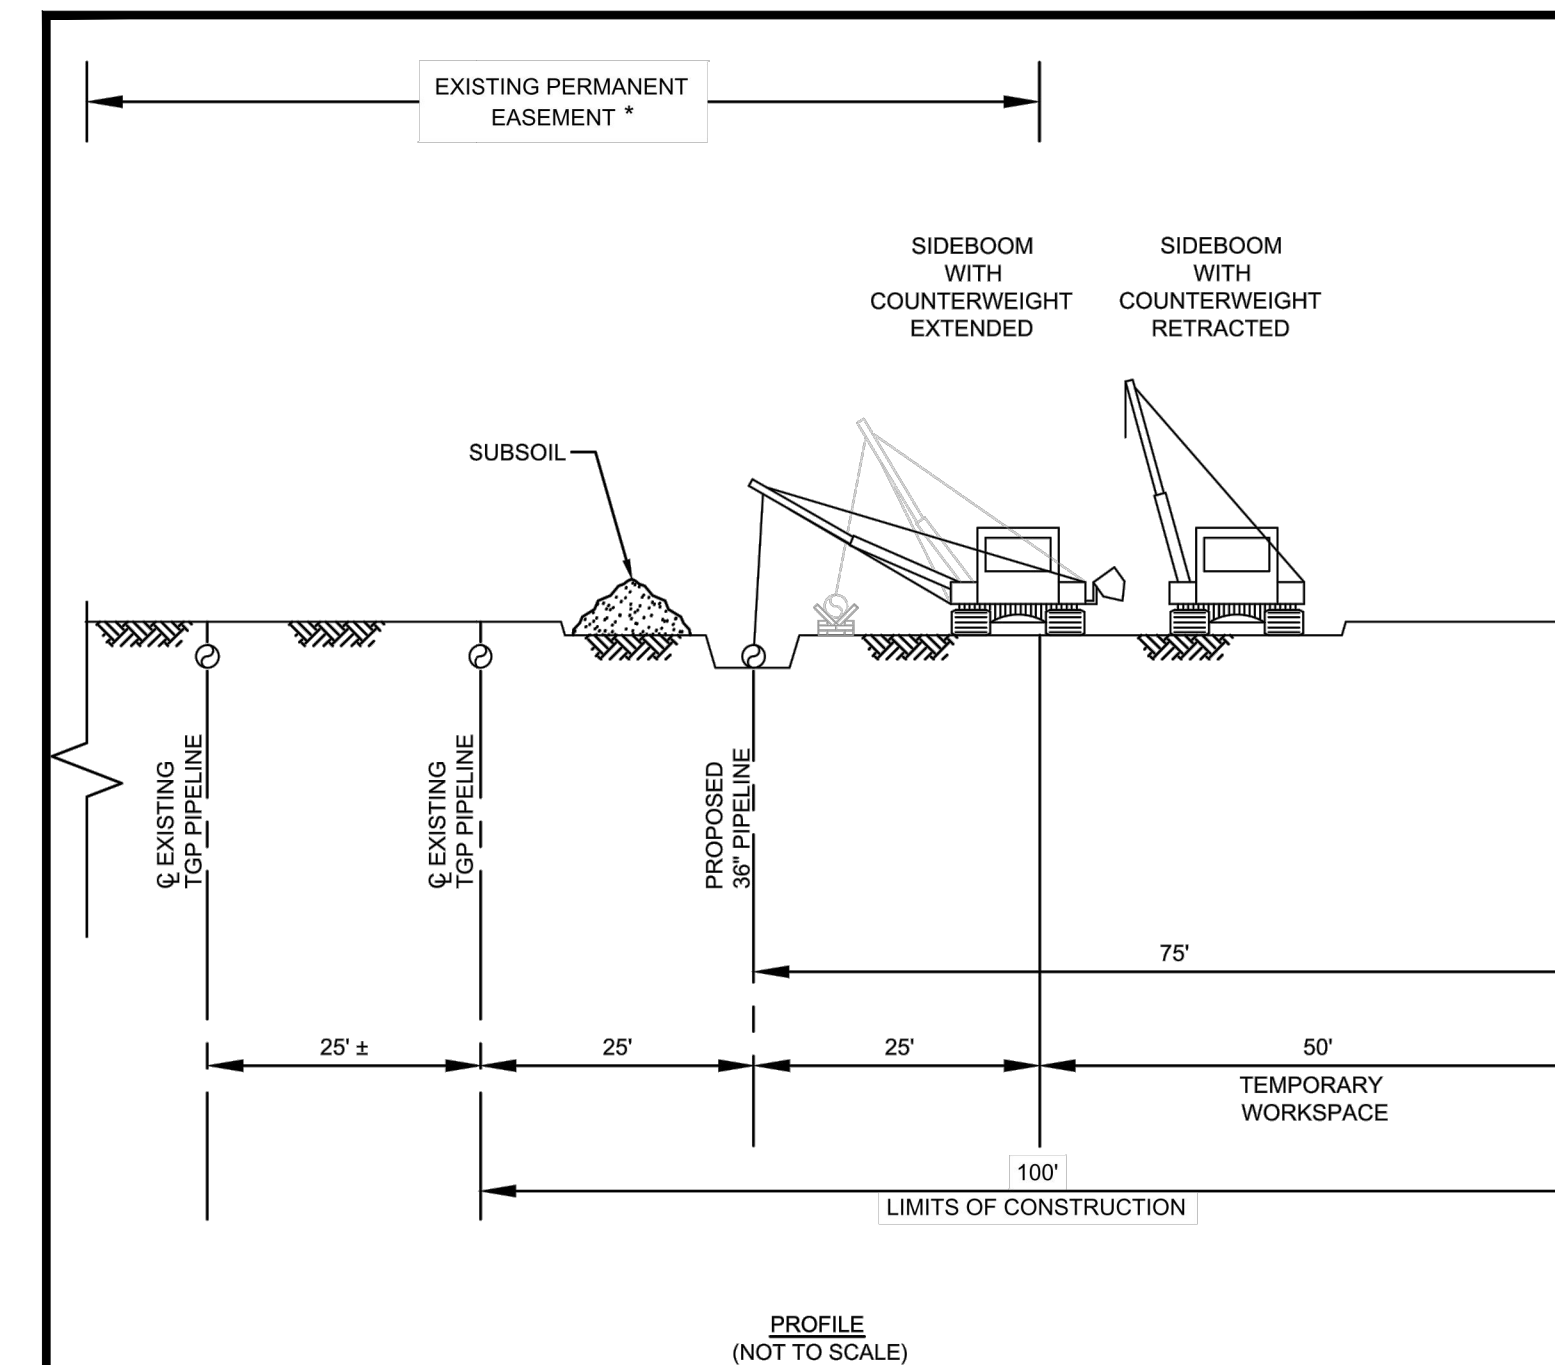 EXISTING PERMANENT
EASEMENT *
SIDEBOOM
WITH
COUNTERWEIGHT
EXTENDED
SIDEBOOM
WITH
COUNTERWEIGHT
RETRACTED
SUBSOIL
℄ EXISTING
TGP PIPELINE
℄ EXISTING
TGP PIPELINE
PROPOSED
36" PIPELINE
75'
25' ±
25'
25'
50'
TEMPORARY
WORKSPACE
100'
LIMITS OF CONSTRUCTION
PROFILE
(NOT TO SCALE)